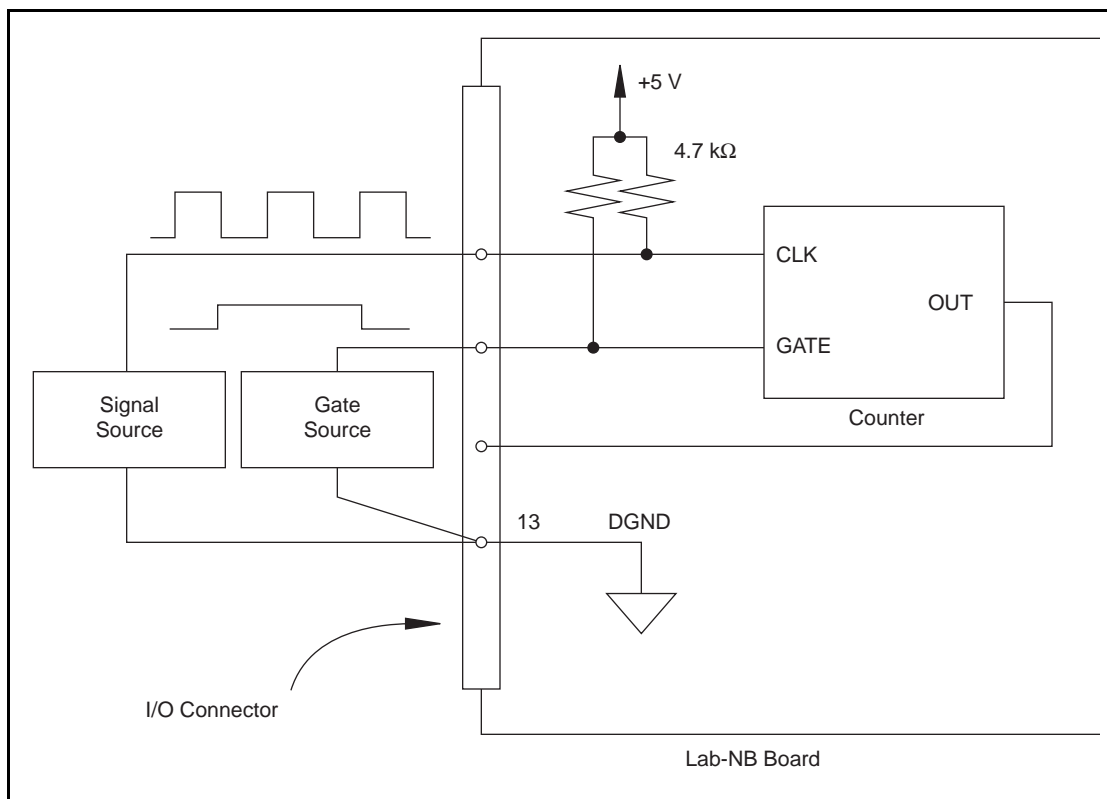 +5 V
4.7 kΩ
CLK
OUT
GATE
Counter
Signal
Source
Gate
Source
13
DGND
I/O Connector
Lab-NB Board